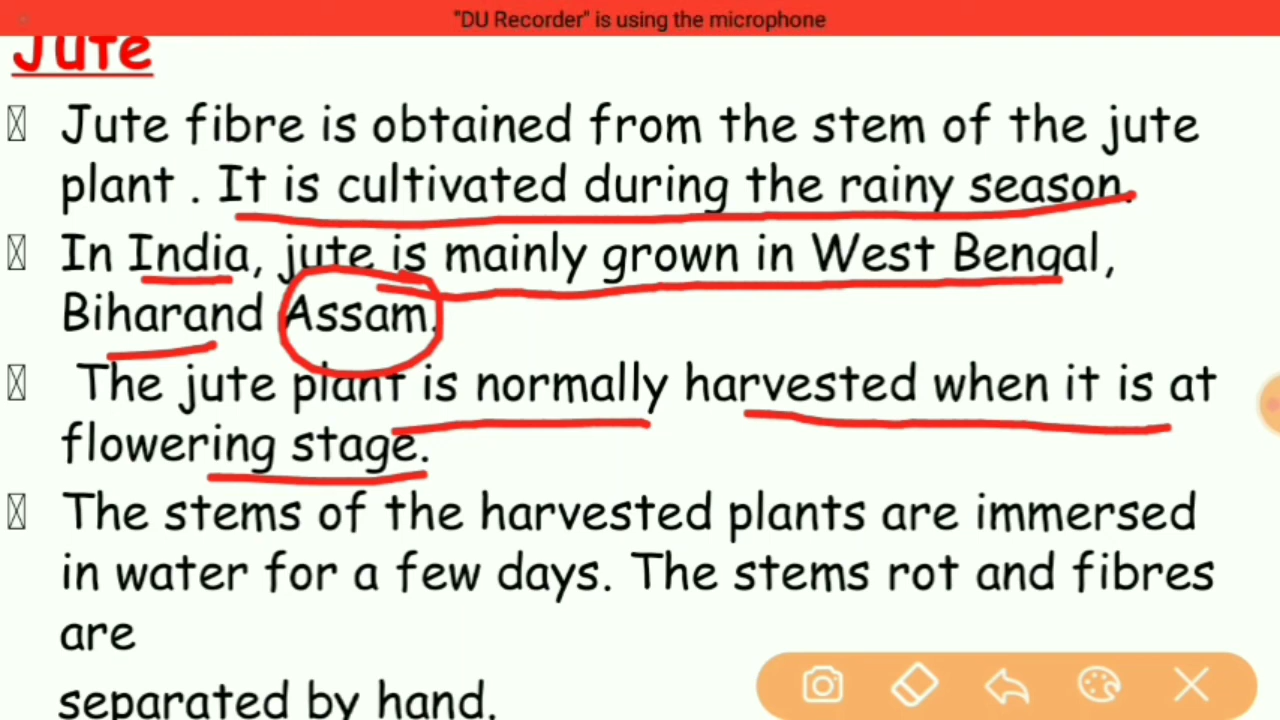 "DU Recorder" is using the microphone
Jute
Jute fibre is obtained from the stem of the jute
plant . It is cultivated during the rainy season.
In India, jute is mainly grown in West Bengal,
Biharand Assam.
The jute plant is normally harvested when it is at
flowering stage.
The stems of the harvested plants are immersed
in water for a few days. The stems rot and fibres
are
separated by hand.